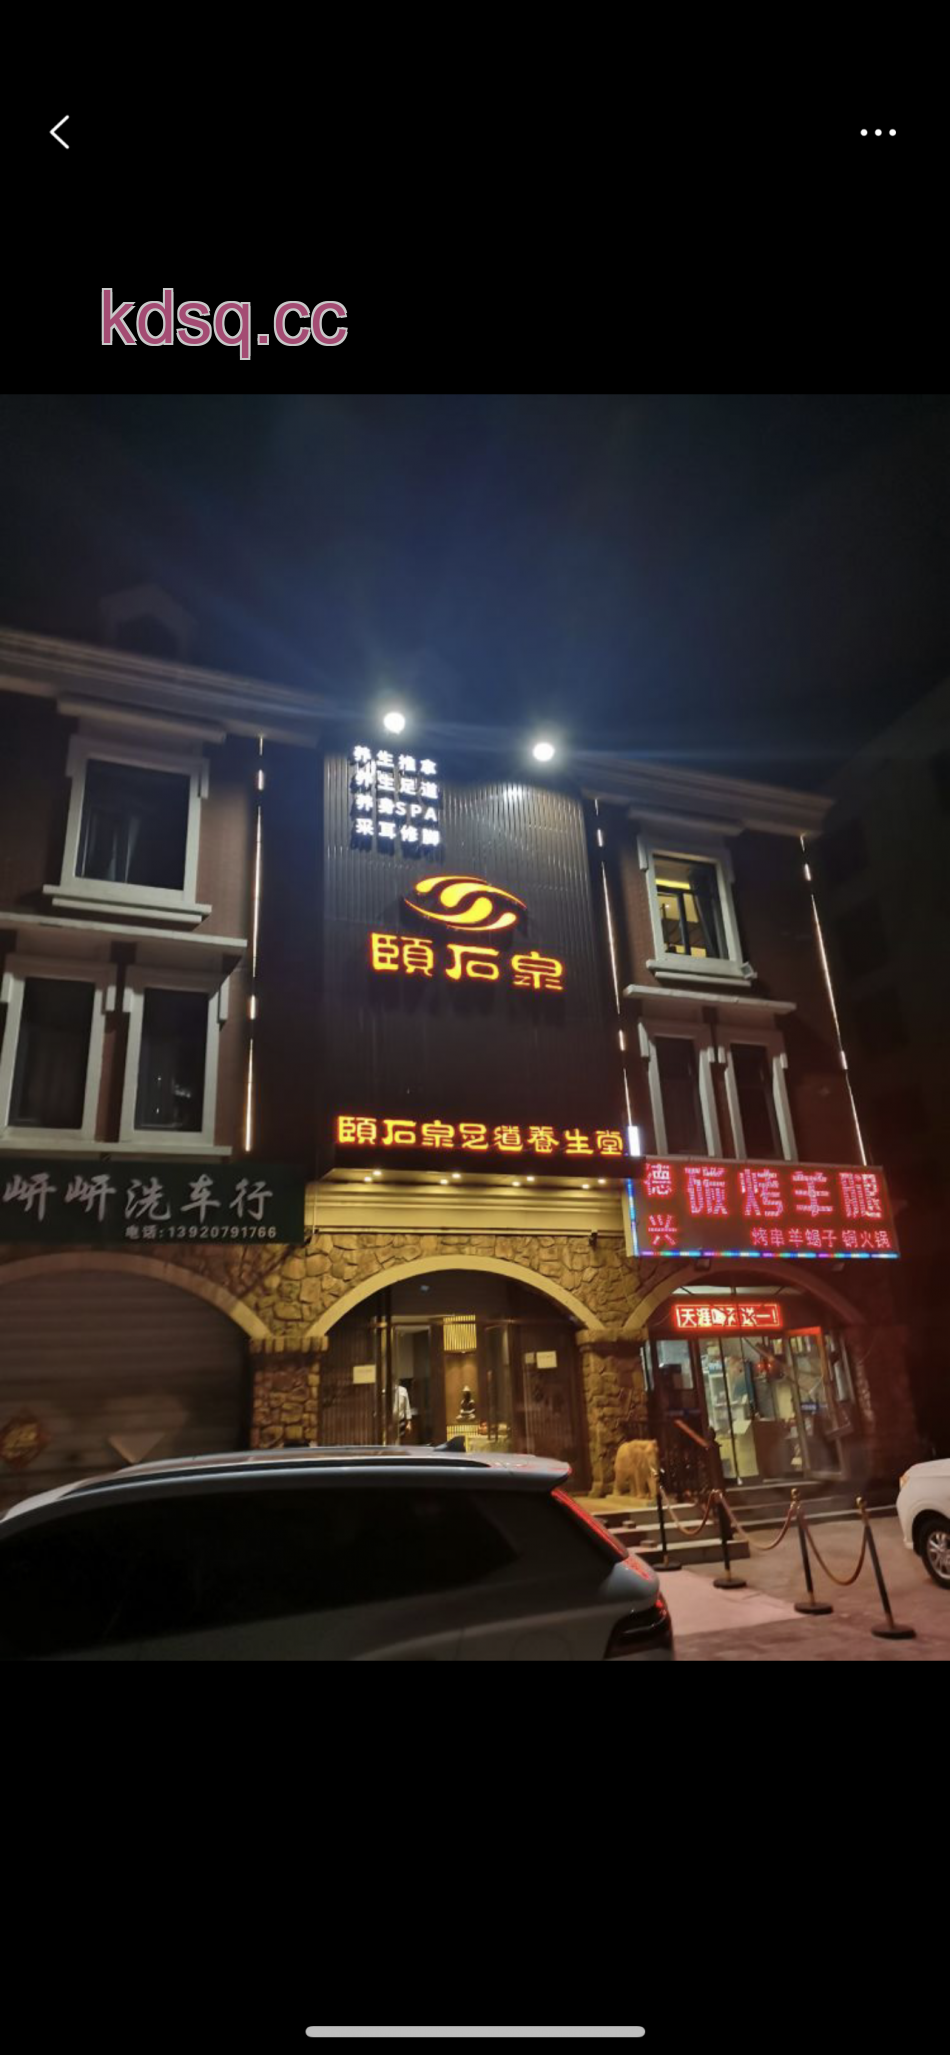 kdsq.cc
养生推拿
养生足道
养身SPA
采耳修脚
頤石泉
頤石泉足道養生堂
岍岍洗车行
电话:13920791766
德兴
碳烤羊腿
烤串羊蝎子铜火锅